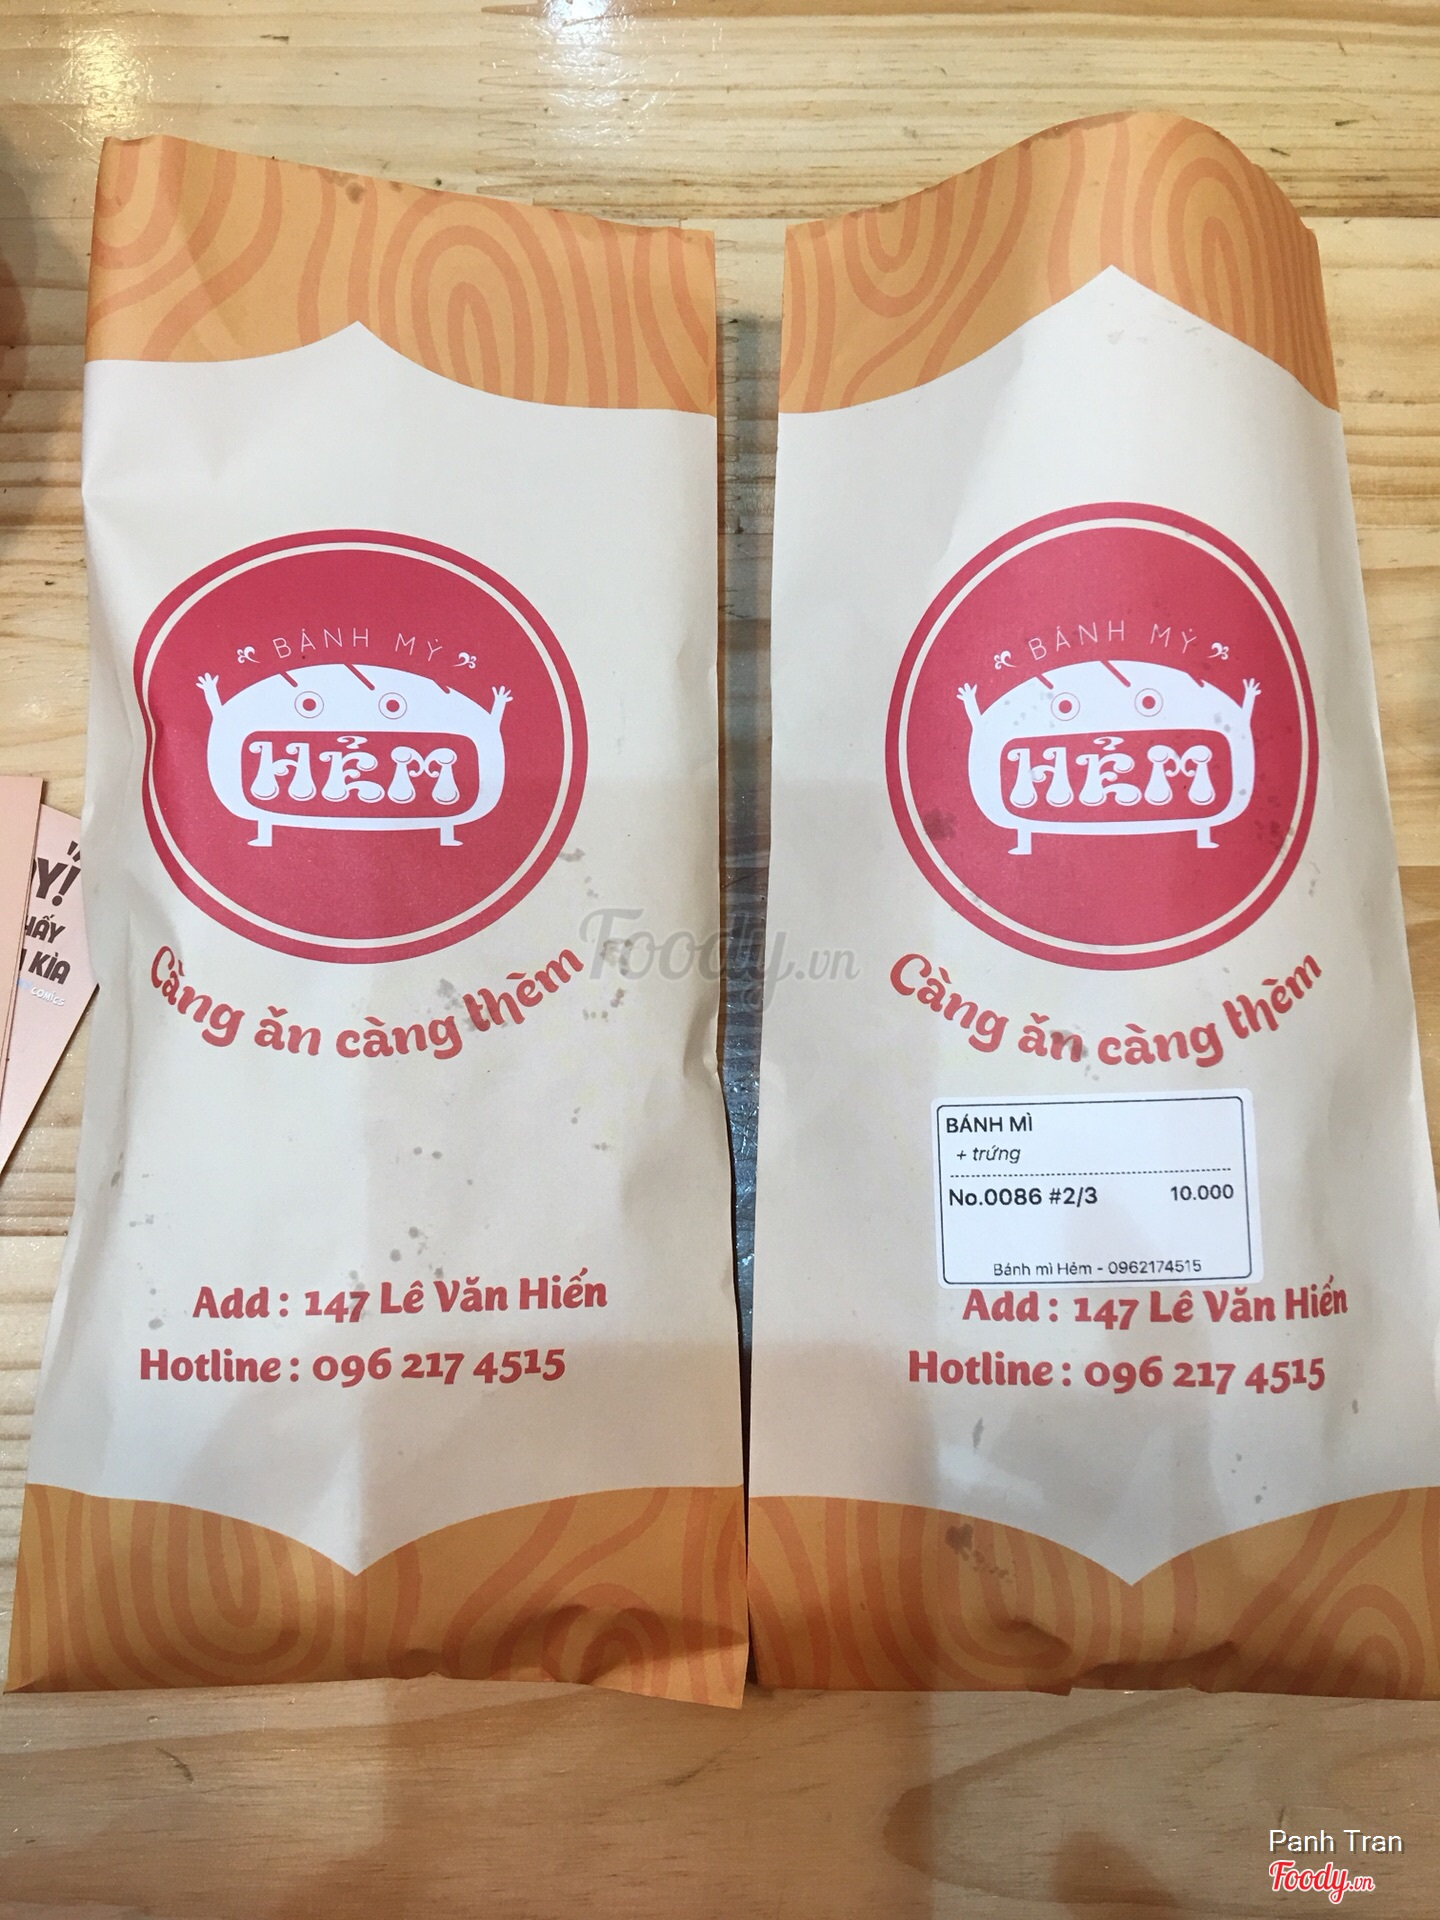 BÁNH MỲ
HẺM
Càng ăn càng thèm
Add : 147 Lê Văn Hiến
Hotline : 096 217 4515
BÁNH MỲ
HẺM
Càng ăn càng thèm
BÁNH MÌ
+ trứng
No.0086 #2/3 10.000
Bánh mì Hẻm - 0962174515
Add : 147 Lê Văn Hiến
Hotline : 096 217 4515
KÌA
COMICS
Foody.vn
Panh Tran
Foody.vn